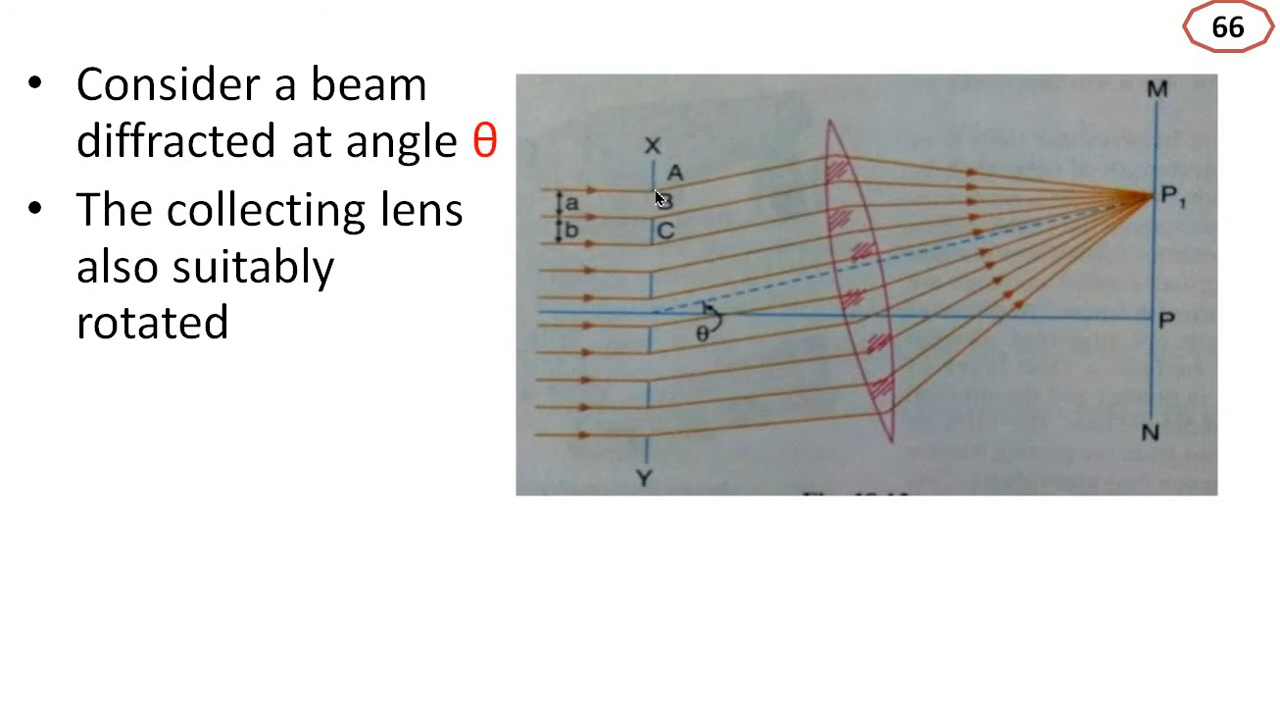 66
• Consider a beam
diffracted at angle θ
• The collecting lens
also suitably
rotated
M
X
A
a
B
P₁
b
C
θ
P
N
Y